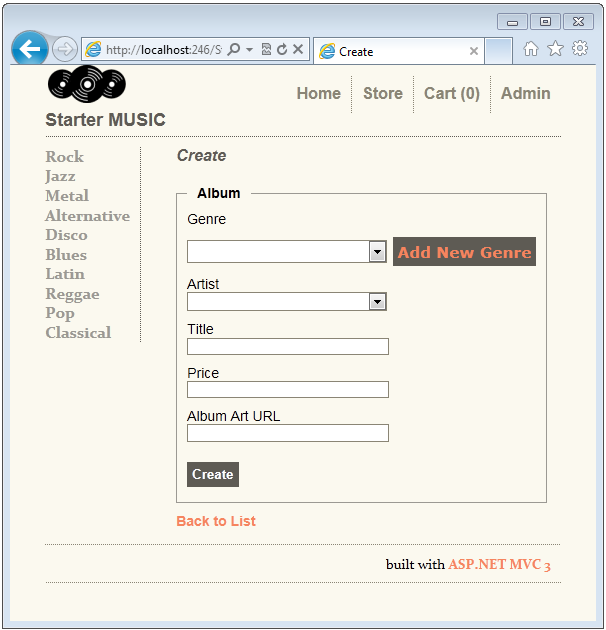 http://localhost:246/S
Create
Home Store Cart (0) Admin
Starter MUSIC
Rock
Jazz
Metal
Alternative
Disco
Blues
Latin
Reggae
Pop
Classical
Create
Album
Genre
Add New Genre
Artist
Title
Price
Album Art URL
Create
Back to List
built with ASP.NET MVC 3